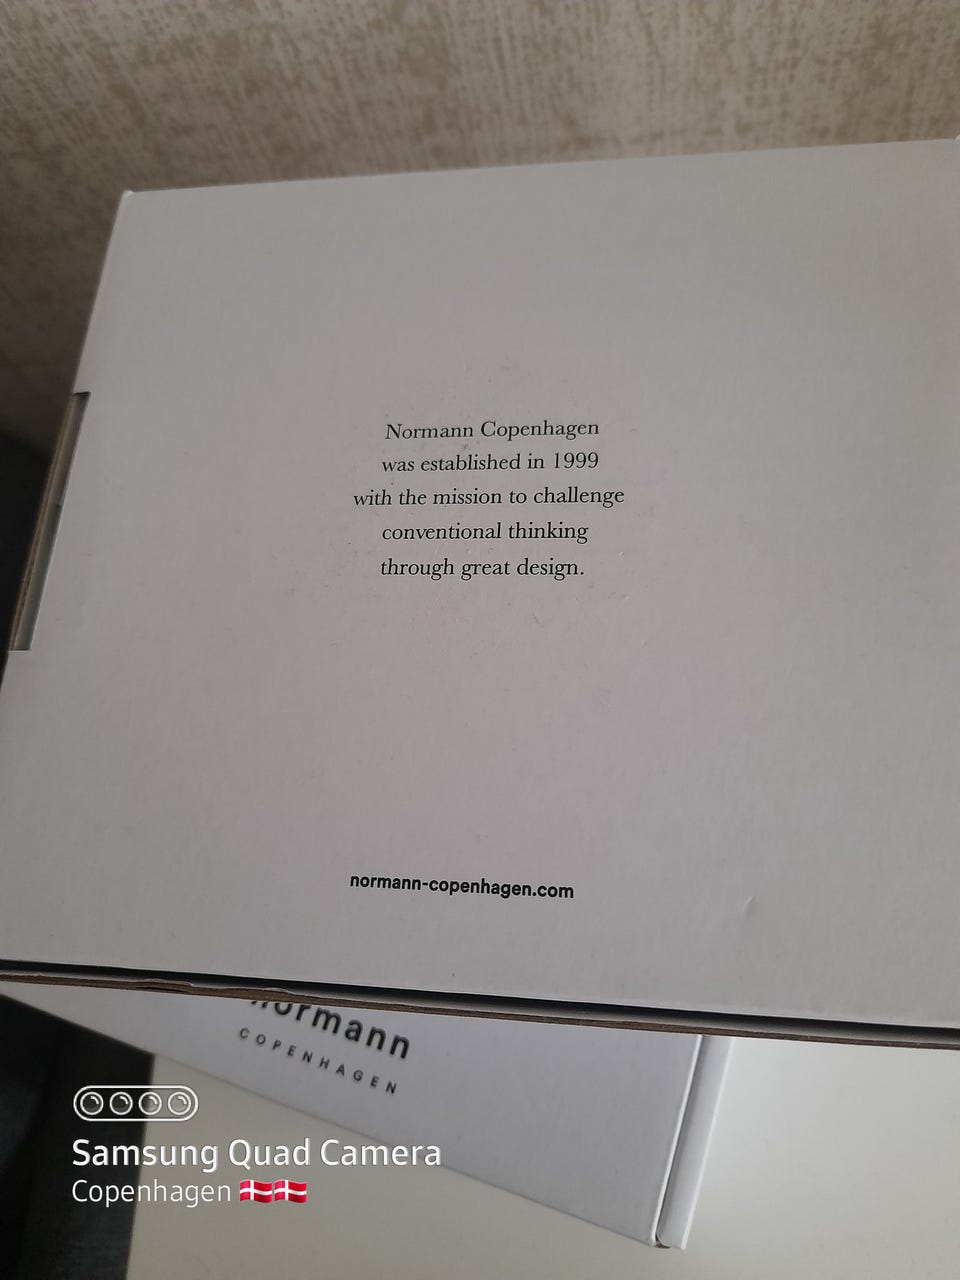 Normann Copenhagen
was established in 1999
with the mission to challenge
conventional thinking
through great design.
normann-copenhagen.com
normann
COPENHAGEN
Samsung Quad Camera
Copenhagen 🇩🇰🇩🇰